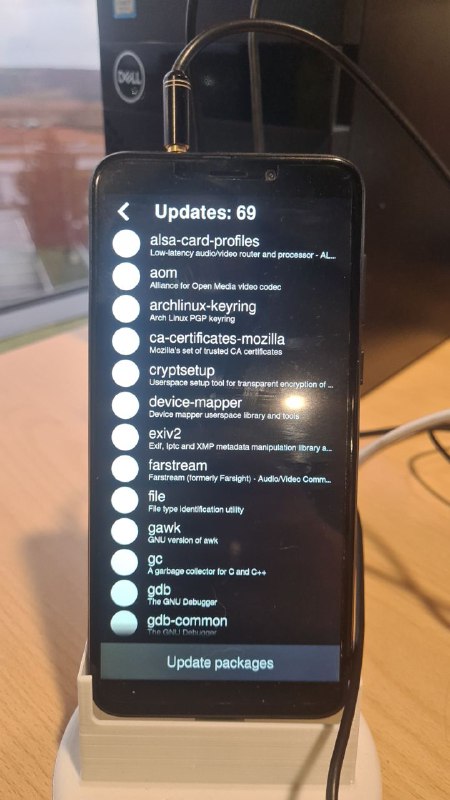 DELL
Updates: 69
alsa-card-profiles
Low-latency audio/video router and processor - AL...
aom
Alliance for Open Media video codec
archlinux-keyring
Arch Linux PGP keyring
ca-certificates-mozilla
Mozilla's set of trusted CA certificates
cryptsetup
Userspace setup tool for transparent encryption of ...
device-mapper
Device mapper userspace library and tools
exiv2
Exif, Iptc and XMP metadata manipulation library a...
farstream
Farstream (formerly Farsight) - Audio/Video Comm...
file
File type identification utility
gawk
GNU version of awk
gc
A garbage collector for C and C++
gdb
The GNU Debugger
gdb-common
The GNU Debugger
Update packages